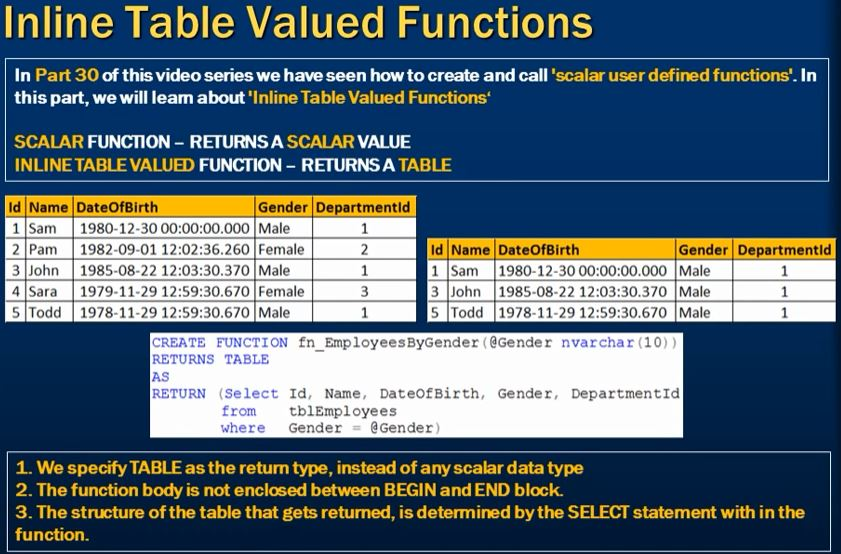 Inline Table Valued Functions
In Part 30 of this video series we have seen how to create and call 'scalar user defined functions'. In
this part, we will learn about 'Inline Table Valued Functions‘
SCALAR FUNCTION – RETURNS A SCALAR VALUE
INLINE TABLE VALUED FUNCTION – RETURNS A TABLE
Id Name DateOfBirth Gender DepartmentId
1 Sam 1980-12-30 00:00:00.000 Male 1
2 Pam 1982-09-01 12:02:36.260 Female 2
3 John 1985-08-22 12:03:30.370 Male 1
4 Sara 1979-11-29 12:59:30.670 Female 3
5 Todd 1978-11-29 12:59:30.670 Male 1
Id Name DateOfBirth Gender DepartmentId
1 Sam 1980-12-30 00:00:00.000 Male 1
3 John 1985-08-22 12:03:30.370 Male 1
5 Todd 1978-11-29 12:59:30.670 Male 1
CREATE FUNCTION fn_EmployeesByGender(@Gender nvarchar(10))
RETURNS TABLE
AS
RETURN (Select Id, Name, DateOfBirth, Gender, DepartmentId
from tblEmployees
where Gender = @Gender)
1. We specify TABLE as the return type, instead of any scalar data type
2. The function body is not enclosed between BEGIN and END block.
3. The structure of the table that gets returned, is determined by the SELECT statement with in the
function.